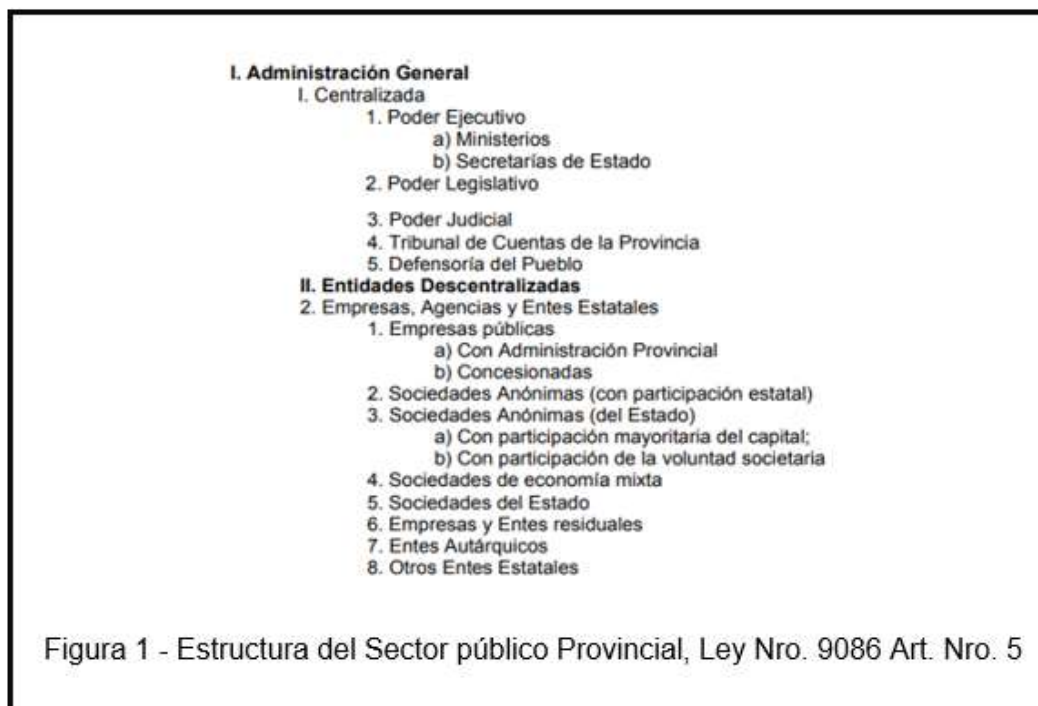 I. Administración General
I. Centralizada
1. Poder Ejecutivo
a) Ministerios
b) Secretarías de Estado
2. Poder Legislativo
3. Poder Judicial
4. Tribunal de Cuentas de la Provincia
5. Defensoría del Pueblo
II. Entidades Descentralizadas
2. Empresas, Agencias y Entes Estatales
1. Empresas públicas
a) Con Administración Provincial
b) Concesionadas
2. Sociedades Anónimas (con participación estatal)
3. Sociedades Anónimas (del Estado)
a) Con participación mayoritaria del capital;
b) Con participación de la voluntad societaria
4. Sociedades de economía mixta
5. Sociedades del Estado
6. Empresas y Entes residuales
7. Entes Autárquicos
8. Otros Entes Estatales
Figura 1 - Estructura del Sector público Provincial, Ley Nro. 9086 Art. Nro. 5